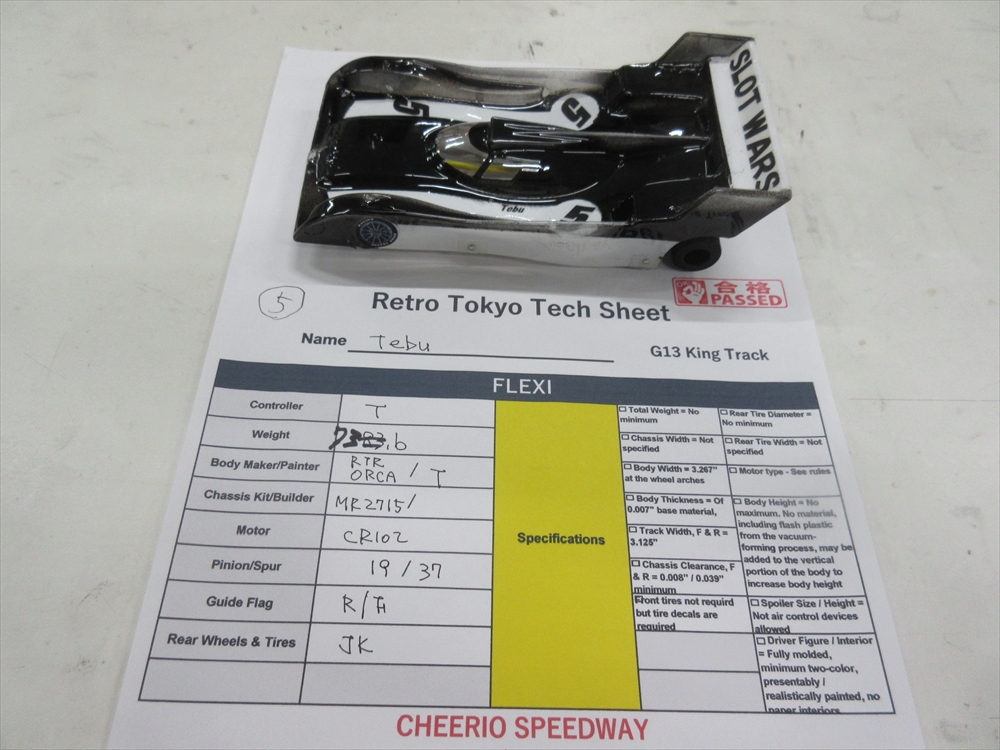 SLOT WARS
5
5
Tebu
5
合格
PASSED
5
Retro Tokyo Tech Sheet
Name Tebu
G13 King Track
FLEXI
Controller T
Weight
Body Maker/Painter RTR ORCA / T
Chassis Kit/Builder MK2715/
Motor CR102
Pinion/Spur 19 / 37
Guide Flag
Rear Wheels & Tires JK
Specifications
☐ Total Weight = No
minimum
☐ Chassis Width = Not
specified
☐ Body Width = 3.267"
at the wheel arches
☐ Body Thickness = Of
0.007" base material,
☐ Track Width, F & R =
3.125"
☐ Chassis Clearance, F
& R = 0.008" / 0.039"
minimum
Front tires not requird
but tire decals are
required
☐ Rear Tire Diameter =
No minimum
☐ Rear Tire Width = Not
specified
☐ Motor type - See rules
☐ Body Height = No
maximum. No material,
including flash plastic
from the vacuum-
forming process, may be
added to the vertical
portion of the body to
increase body height
☐ Spoiler Size / Height =
Not air control devices
allowed
☐ Driver Figure / Interior
= Fully molded,
minimum two-color,
presentably /
realistically painted, no
paper interiors
CHEERIO SPEEDWAY